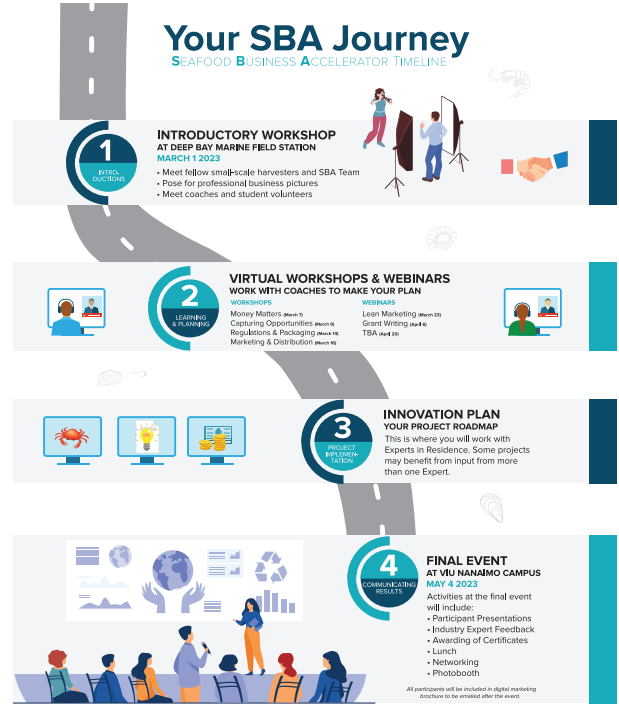 Your SBA Journey
SEAFOOD BUSINESS ACCELERATOR TIMELINE
1
INTRO-
DUCTIONS
INTRODUCTORY WORKSHOP
AT DEEP BAY MARINE FIELD STATION
MARCH 1 2023
• Meet fellow small-scale harvesters and SBA Team
• Pose for professional business pictures
• Meet coaches and student volunteers
2
LEARNING
& PLANNING
VIRTUAL WORKSHOPS & WEBINARS
WORK WITH COACHES TO MAKE YOUR PLAN
WORKSHOPS
Money Matters (March 7)
Capturing Opportunities (March 9)
Regulations & Packaging (March 14)
Marketing & Distribution (March 16)
WEBINARS
Lean Marketing (March 23)
Grant Writing (April 6)
TBA (April 20)
3
PROJECT
IMPLEMEN-
TATION
INNOVATION PLAN
YOUR PROJECT ROADMAP
This is where you will work with
Experts in Residence. Some projects
may benefit from input from more
than one Expert.
4
COMMUNICATING
RESULTS
FINAL EVENT
AT VIU NANAIMO CAMPUS
MAY 4 2023
Activities at the final event
will include:
• Participant Presentations
• Industry Expert Feedback
• Awarding of Certificates
• Lunch
• Networking
• Photobooth
All participants will be included in digital marketing
brochure to be emailed after the event.